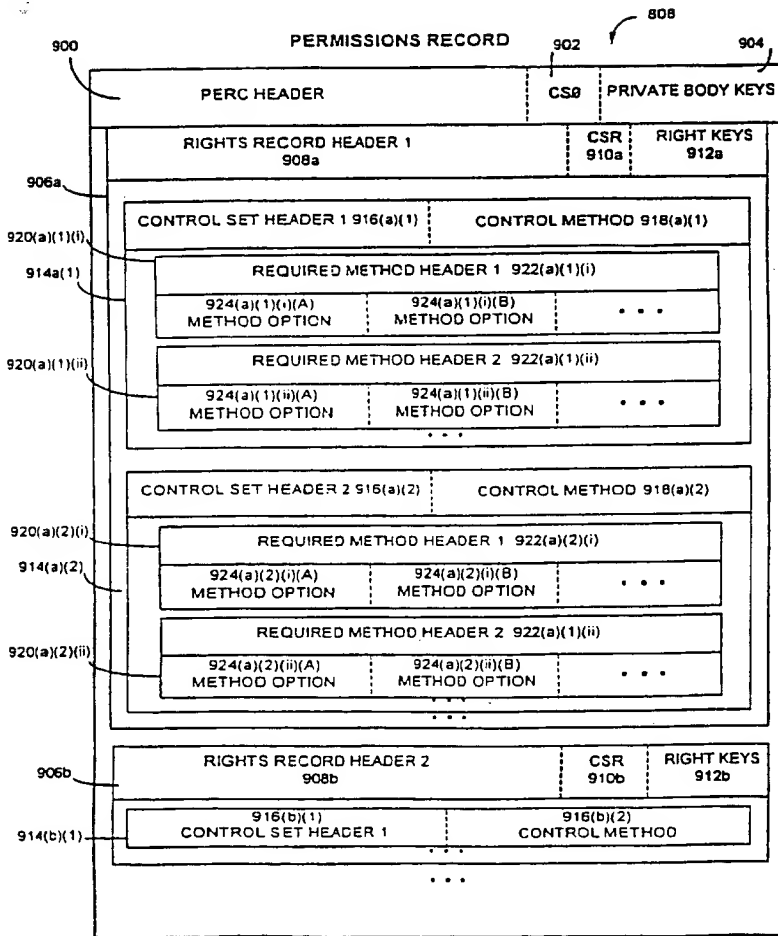 808
PERMISSIONS RECORD
900
902
904
PERC HEADER
CS0
PRIVATE BODY KEYS
RIGHTS RECORD HEADER 1
908a
CSR
910a
RIGHT KEYS
912a
906a
CONTROL SET HEADER 1 916(a)(1)
CONTROL METHOD 918(a)(1)
920(a)(1)(i)
914a(1)
REQUIRED METHOD HEADER 1 922(a)(1)(i)
924(a)(1)(i)(A)
METHOD OPTION
924(a)(1)(i)(B)
METHOD OPTION
• • •
920(a)(1)(ii)
REQUIRED METHOD HEADER 2 922(a)(1)(ii)
924(a)(1)(ii)(A)
METHOD OPTION
924(a)(1)(ii)(B)
METHOD OPTION
• • •
• • •
CONTROL SET HEADER 2 916(a)(2)
CONTROL METHOD 918(a)(2)
920(a)(2)(i)
914(a)(2)
REQUIRED METHOD HEADER 1 922(a)(2)(i)
924(a)(2)(i)(A)
METHOD OPTION
924(a)(2)(i)(B)
METHOD OPTION
• • •
920(a)(2)(ii)
REQUIRED METHOD HEADER 2 922(a)(1)(ii)
924(a)(2)(ii)(A)
METHOD OPTION
924(a)(2)(ii)(B)
METHOD OPTION
• • •
• • •
• • •
906b
RIGHTS RECORD HEADER 2
908b
CSR
910b
RIGHT KEYS
912b
914(b)(1)
916(b)(1)
CONTROL SET HEADER 1
916(b)(2)
CONTROL METHOD
• • •
• • •